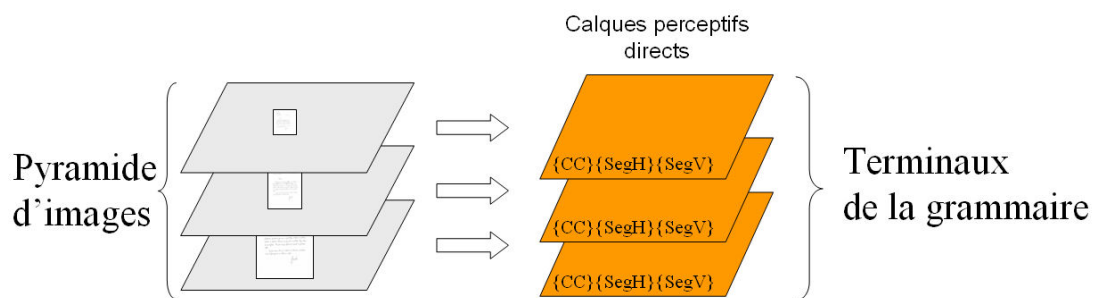 Calques perceptifs
directs
Pyramide
d'images
{CC}{SegH}{SegV}
{CC}{SegH}{SegV}
{CC}{SegH}{SegV}
Terminaux
de la grammaire